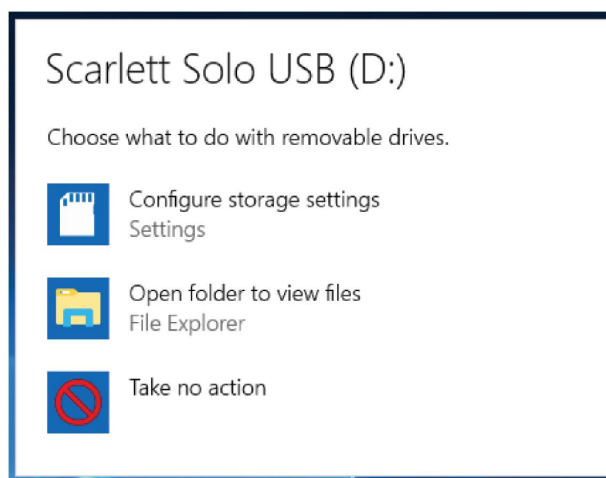 Scarlett Solo USB (D:)
Choose what to do with removable drives.
Configure storage settings
Settings
Open folder to view files
File Explorer
Take no action